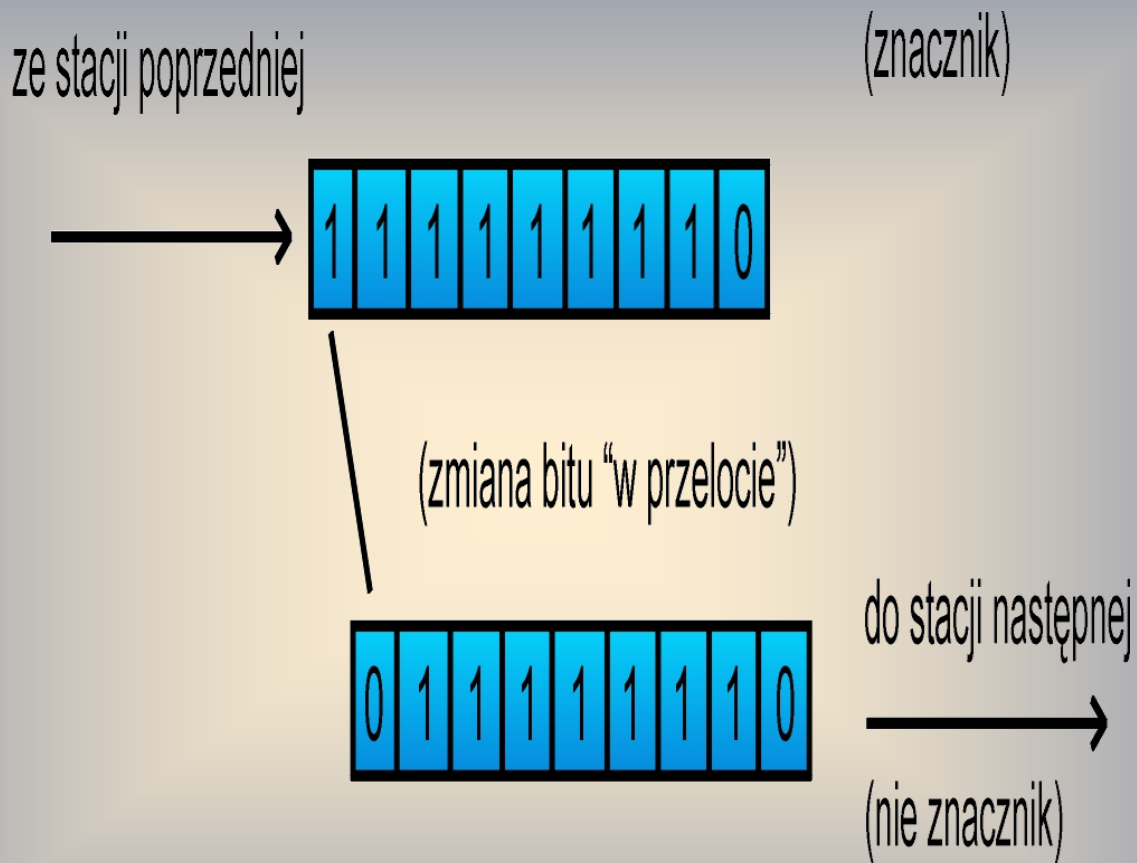 (znacznik)
ze stacji poprzedniej
1 1 1 1 1 1 1 1 0
(zmiana bitu “w przelocie”)
do stacji następnej
0 1 1 1 1 1 1 1 0
(nie znacznik)